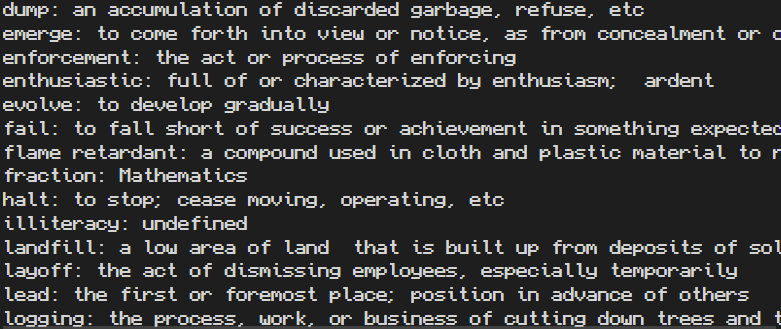 dump: an accumulation of discarded garbage, refuse, etc
emerge: to come forth into view or notice, as from concealment or
enforcement: the act or process of enforcing
enthusiastic: full of or characterized by enthusiasm;  ardent
evolve: to develop gradually
fail: to fall short of success or achievement in something expected
flame retardant: a compound used in cloth and plastic material to
fraction: Mathematics
halt: to stop; cease moving, operating, etc
illiteracy: undefined
landfill: a low area of land  that is built up from deposits of
layoff: the act of dismissing employees, especially temporarily
lead: the first or foremost place; position in advance of others
logging: the process, work, or business of cutting down trees and